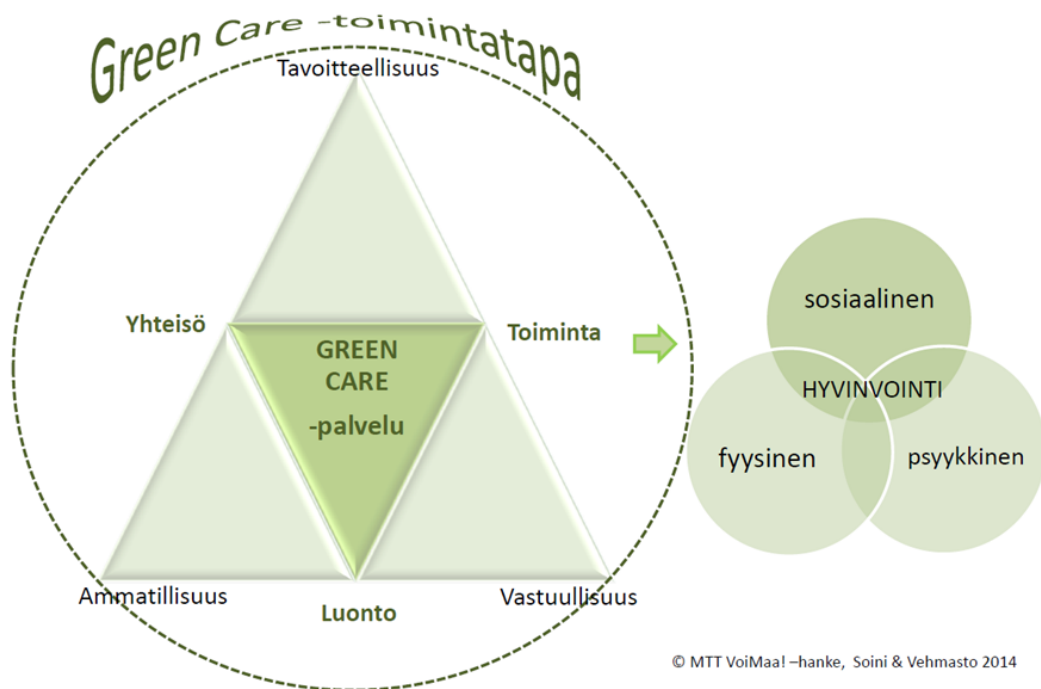 Green Care -toimintatapa
Tavoitteellisuus
Yhteisö
Toiminta
GREEN
CARE
-palvelu
Ammatillisuus
Luonto
Vastuullisuus
sosiaalinen
HYVINVOINTI
fyysinen
psyykkinen
© MTT VoiMaa! –hanke, Soini & Vehmasto 2014